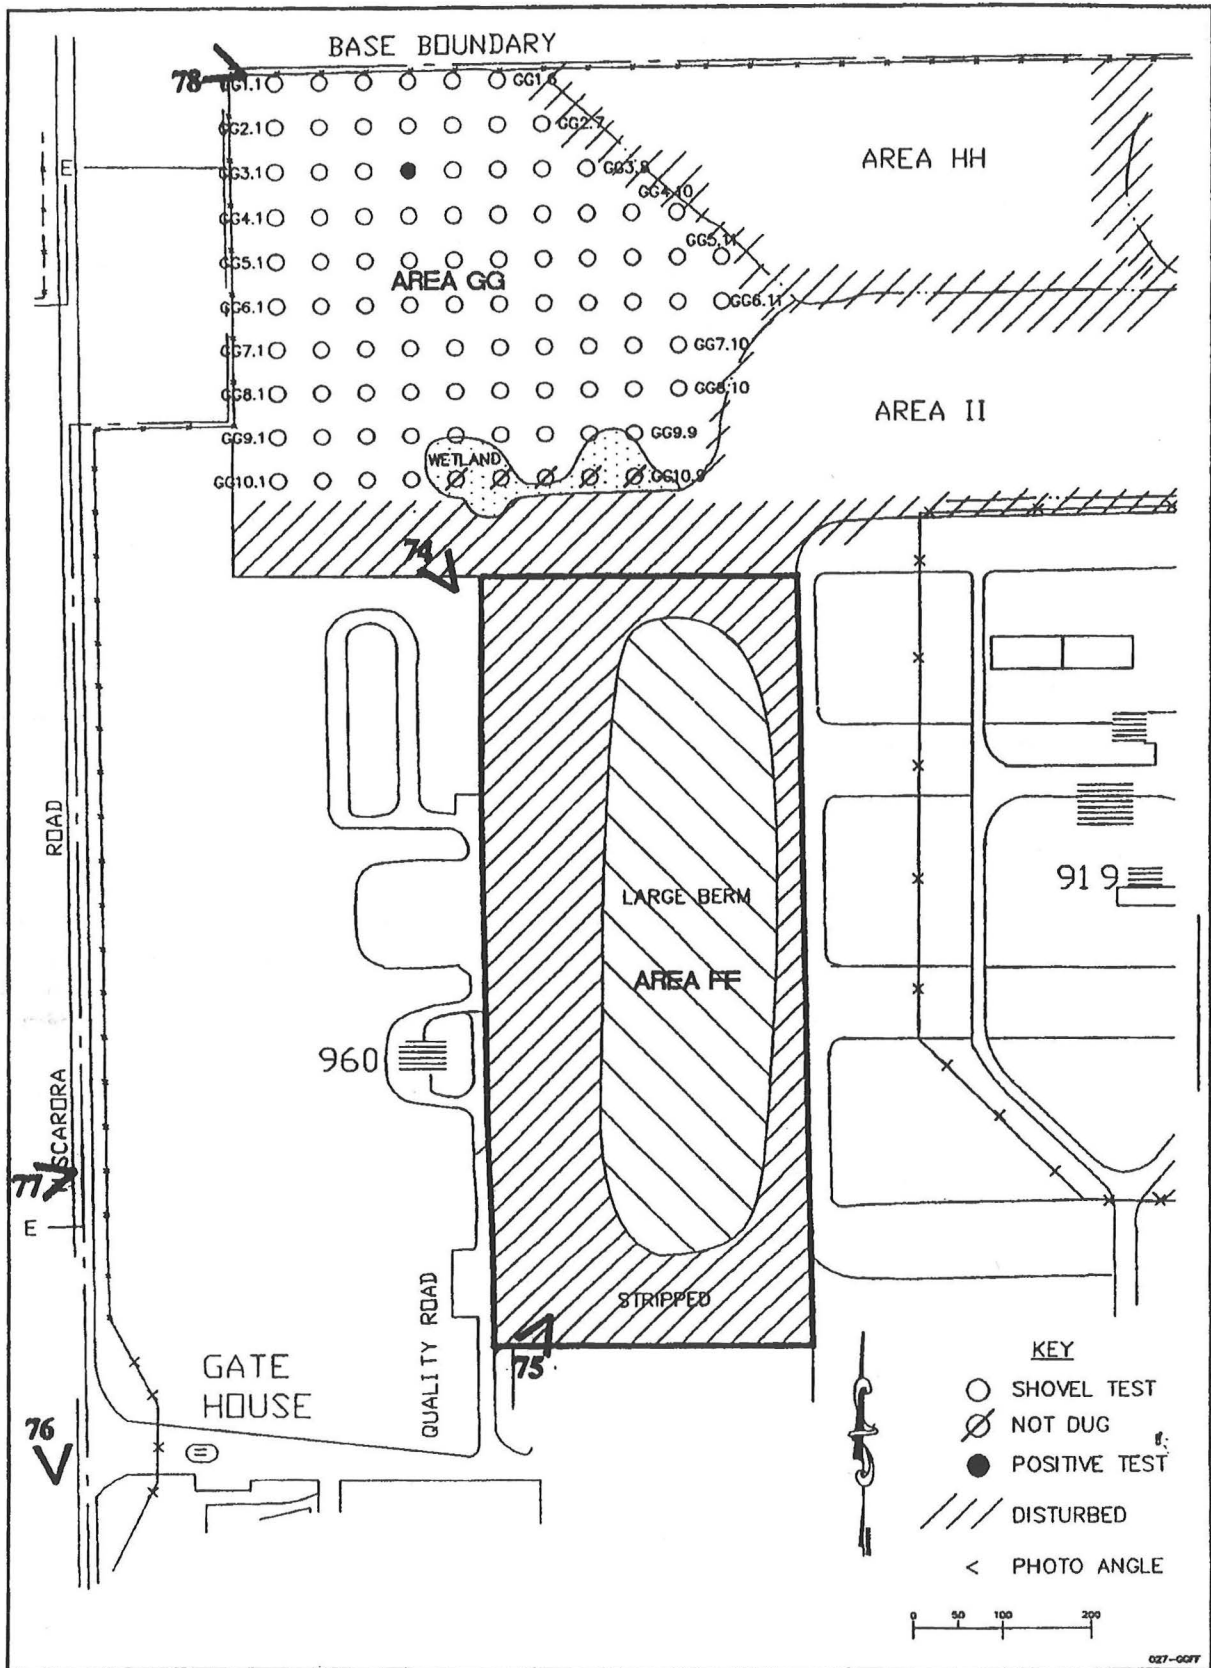 BASE BOUNDARY
78
GG1.1
GG1.6
GG2.1
GG2.7
GG3.1
GG3.8
AREA HH
E
GG4.10
GG4.1
GG5.11
GG5.1
AREA GG
GG6.1
GG6.11
GG7.1
GG7.10
GG8.1
GG8.10
AREA II
GG9.1
GG9.9
WETLAND
GG10.1
GG10.9
74
ROAD
919
LARGE BERM
AREA FF
960
SCARORA
77
E
STRIPPED
QUALITY ROAD
75
GATE
HOUSE
76
KEY
SHOVEL TEST
NOT DUG
POSITIVE TEST
DISTURBED
< PHOTO ANGLE
0 50 100 200
027-GGFF